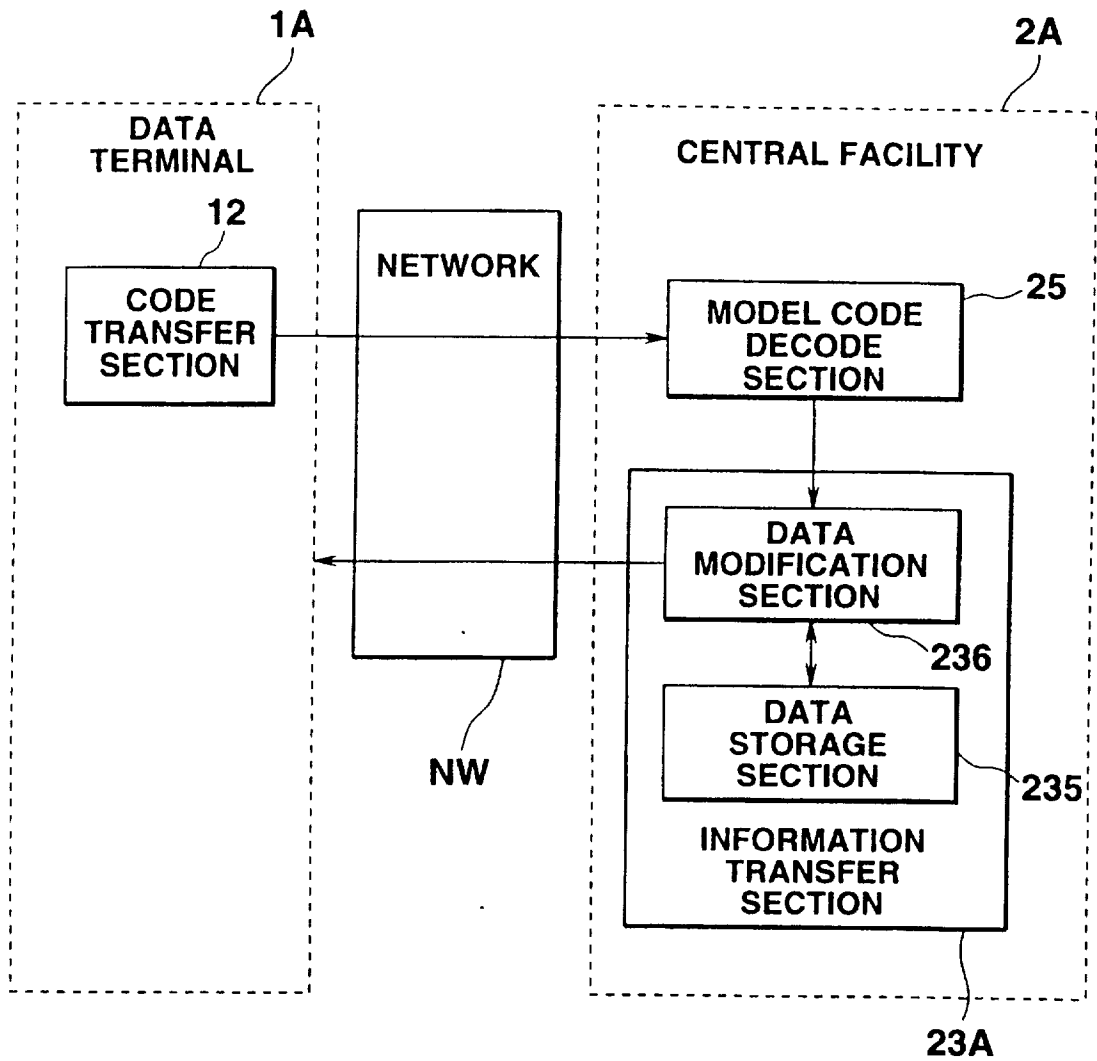 1A
2A
DATA
TERMINAL
CENTRAL FACILITY
12
CODE
TRANSFER
SECTION
NETWORK
25
MODEL CODE
DECODE
SECTION
DATA
MODIFICATION
SECTION
236
DATA
STORAGE
SECTION
235
NW
INFORMATION
TRANSFER
SECTION
23A